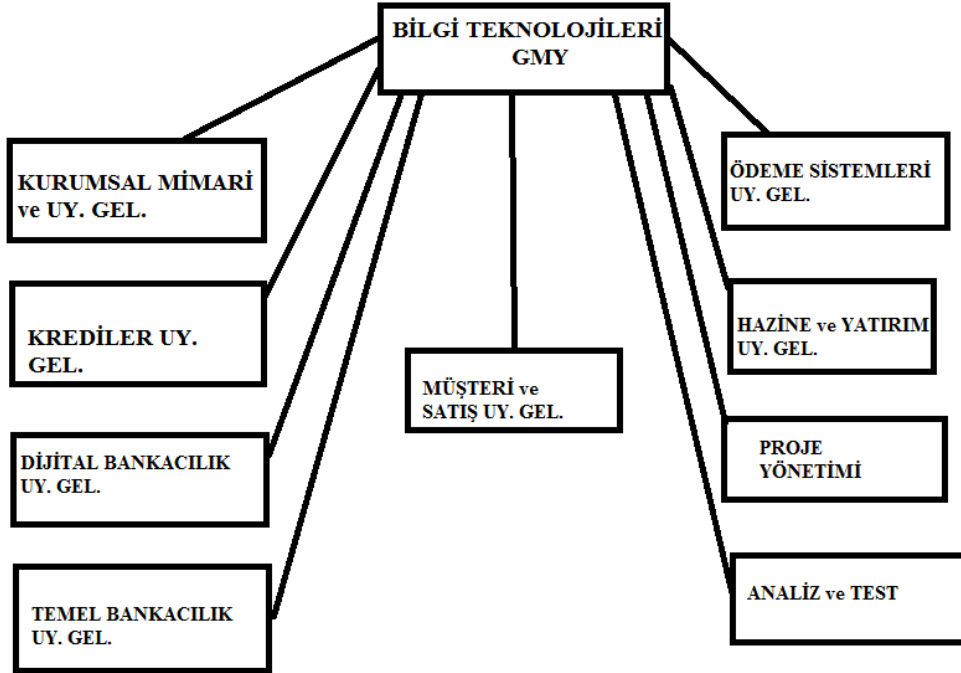 BİLGİ TEKNOLOJİLERİ
GMY
KURUMSAL MİMARİ
ve UY. GEL.
KREDİLER UY.
GEL.
DİJİTAL BANKACILIK
UY. GEL.
TEMEL BANKACILIK
UY. GEL.
MÜŞTERİ ve
SATIŞ UY. GEL.
ÖDEME SİSTEMLERİ
UY. GEL.
HAZİNE ve YATIRIM
UY. GEL.
PROJE
YÖNETİMİ
ANALİZ ve TEST